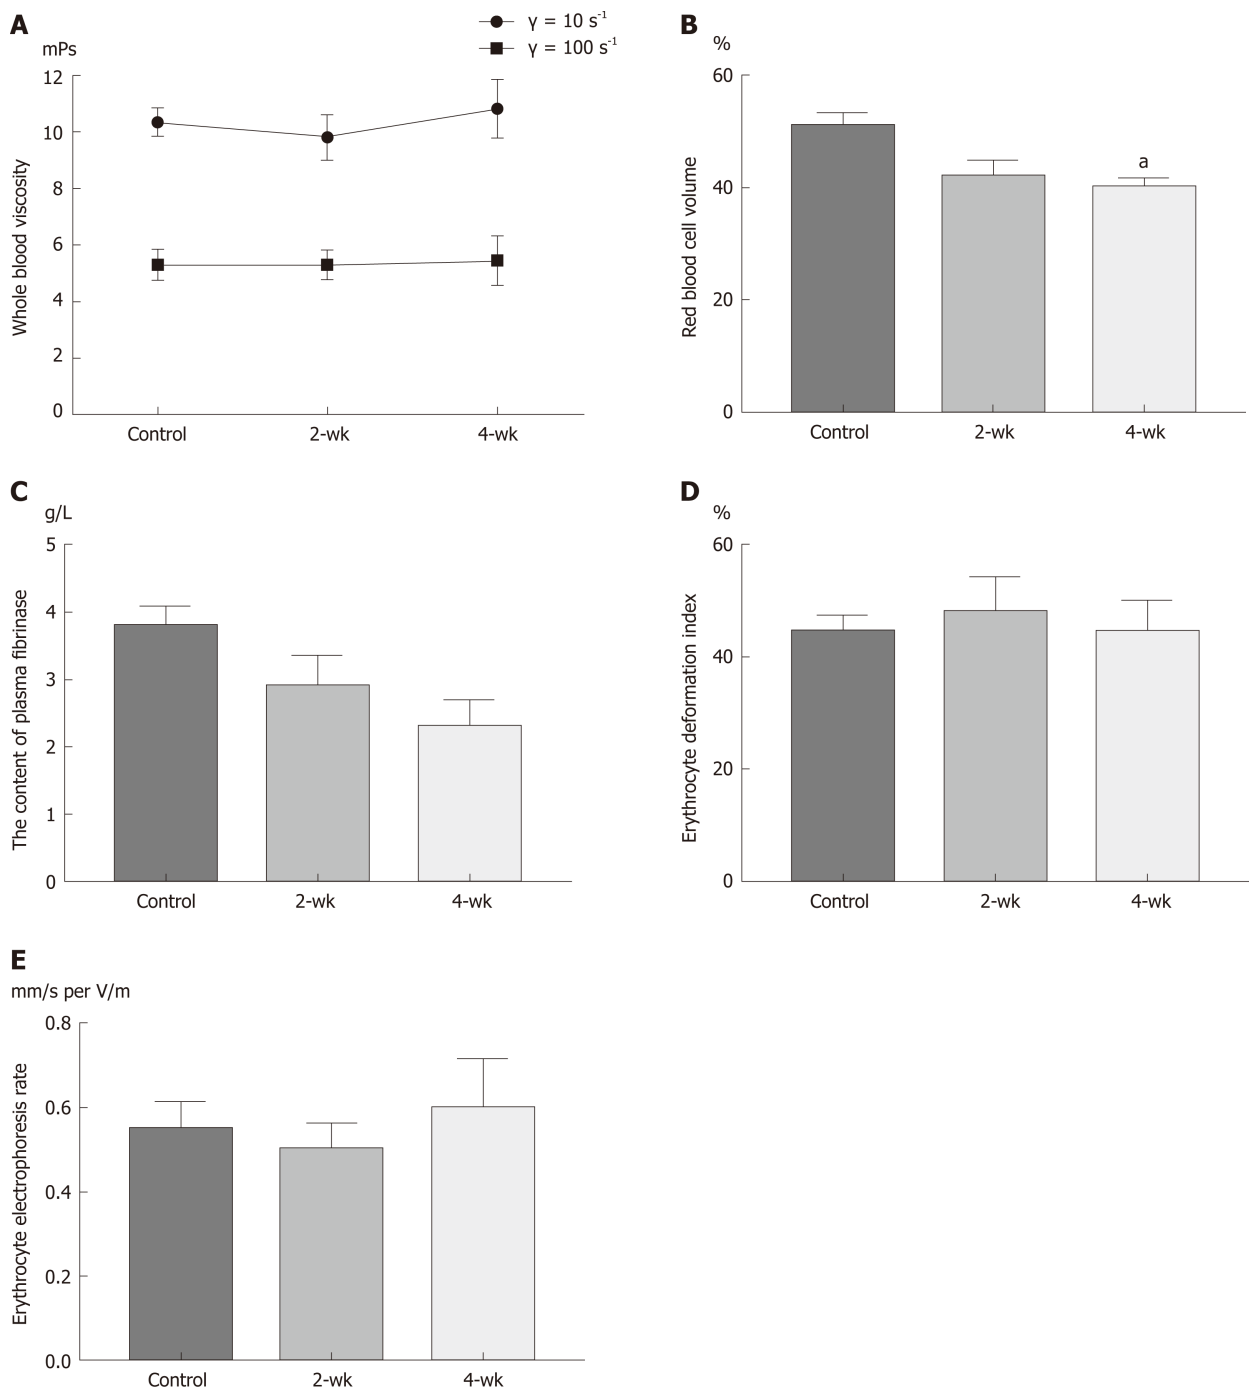 A
mPs
γ = 10 s⁻¹
γ = 100 s⁻¹
Whole blood viscosity
12
10
8
6
4
2
0
Control 2-wk 4-wk
B
%
Red blood cell volume
60
40
20
0
a
Control 2-wk 4-wk
C
g/L
The content of plasma fibrinase
5
4
3
2
1
0
Control 2-wk 4-wk
D
%
Erythrocyte deformation index
60
40
20
0
Control 2-wk 4-wk
E
mm/s per V/m
Erythrocyte electrophoresis rate
0.8
0.6
0.4
0.2
0.0
Control 2-wk 4-wk